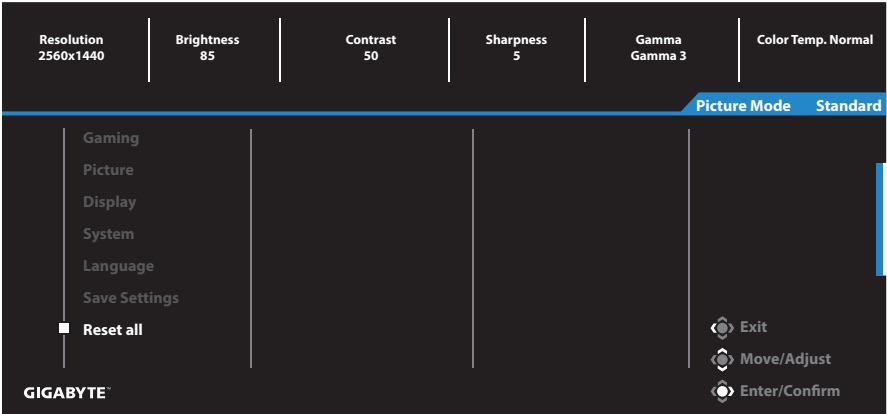 Resolution
2560x1440
Brightness
85
Contrast
50
Sharpness
5
Gamma
Gamma 3
Color Temp. Normal
Picture Mode Standard
Gaming
Picture
Display
System
Language
Save Settings
Reset all
Exit
Move/Adjust
Enter/Confirm
GIGABYTE™